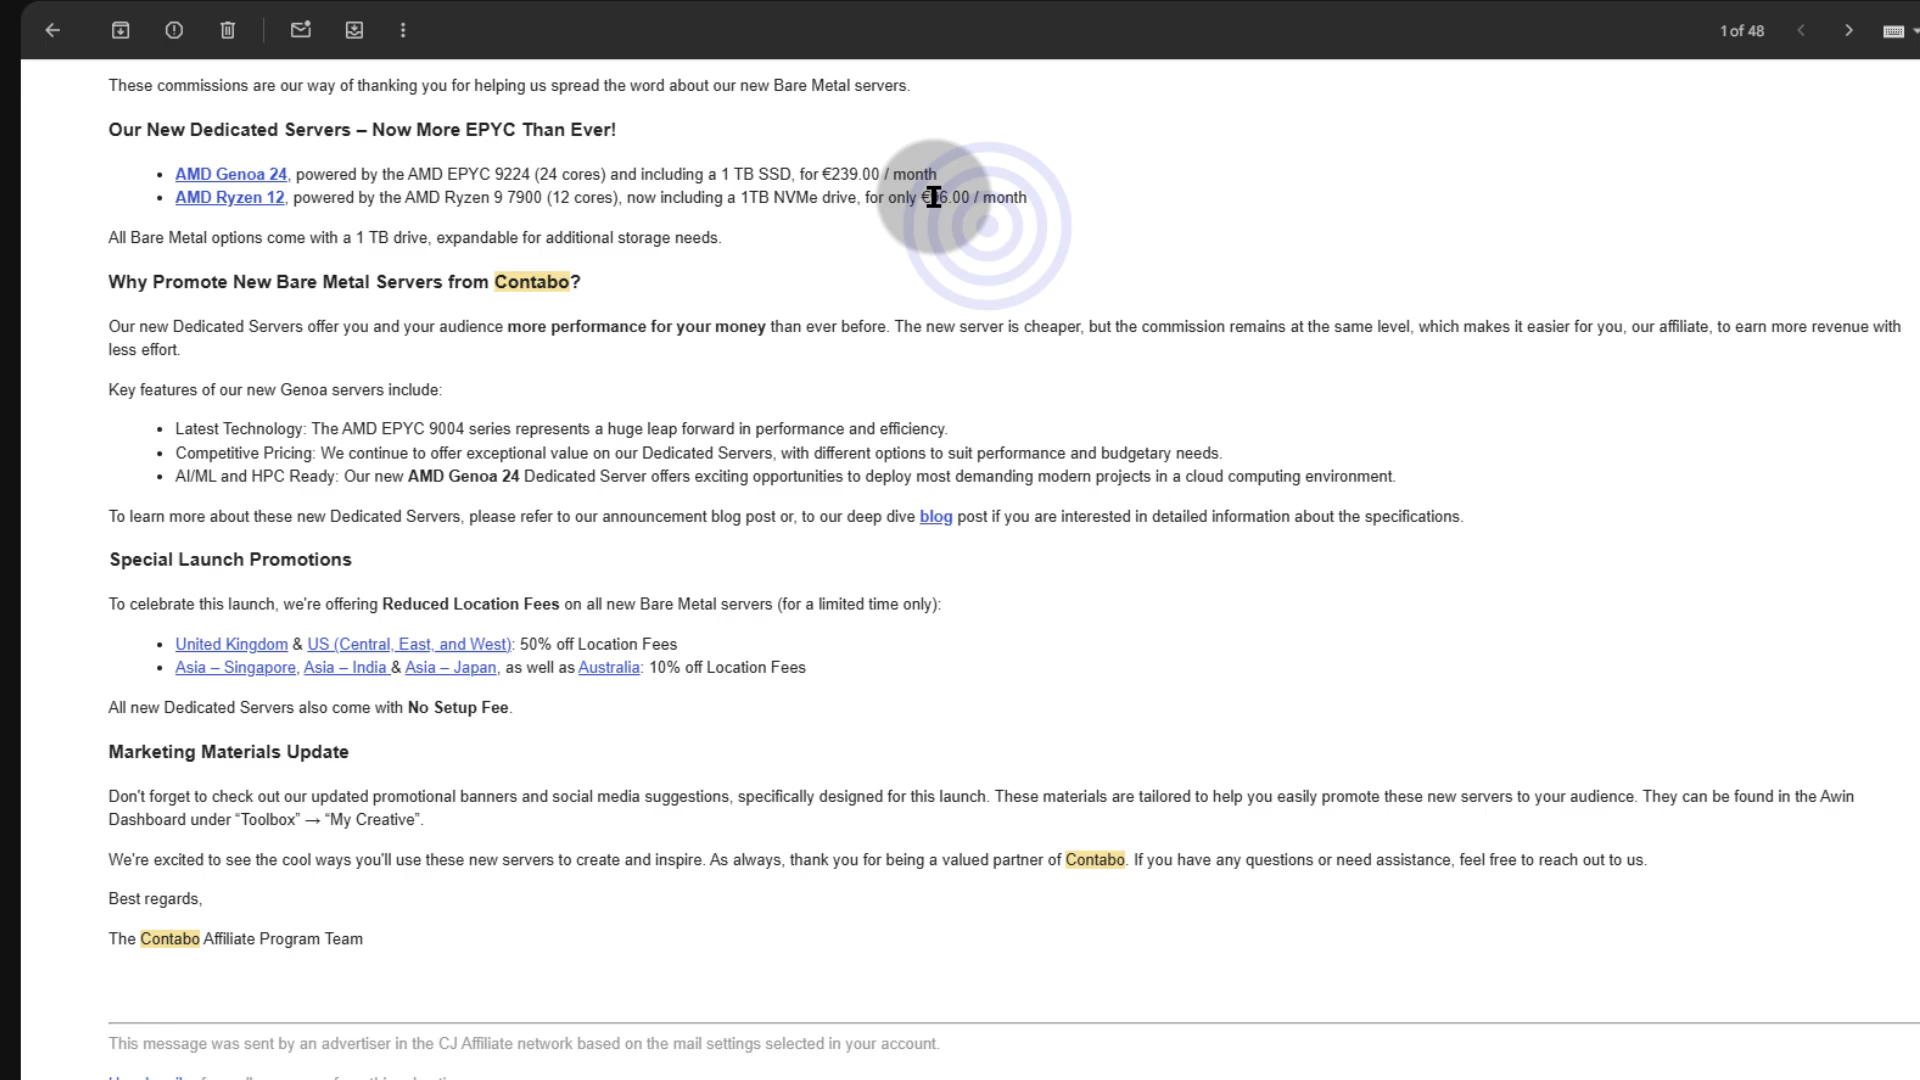 1 of 48
These commissions are our way of thanking you for helping us spread the word about our new Bare Metal servers.
Our New Dedicated Servers – Now More EPYC Than Ever!
• AMD Genoa 24, powered by the AMD EPYC 9224 (24 cores) and including a 1 TB SSD, for €239.00 / month
• AMD Ryzen 12, powered by the AMD Ryzen 9 7900 (12 cores), now including a 1TB NVMe drive, for only / month
All Bare Metal options come with a 1 TB drive, expandable for additional storage needs.
Why Promote New Bare Metal Servers from Contabo?
Our new Dedicated Servers offer you and your audience more performance for your money than ever before. The new server is cheaper, but the commission remains at the same level, which makes it easier for you, our affiliate, to earn more revenue with
less effort.
Key features of our new Genoa servers include:
• Latest Technology: The AMD EPYC 9004 series represents a huge leap forward in performance and efficiency.
• Competitive Pricing: We continue to offer exceptional value on our Dedicated Servers, with different options to suit performance and budgetary needs.
• AI/ML and HPC Ready: Our new AMD Genoa 24 Dedicated Server offers exciting opportunities to deploy most demanding modern projects in a cloud computing environment.
To learn more about these new Dedicated Servers, please refer to our announcement blog post or, to our deep dive blog post if you are interested in detailed information about the specifications.
Special Launch Promotions
To celebrate this launch, we're offering Reduced Location Fees on all new Bare Metal servers (for a limited time only):
• United Kingdom & US (Central, East, and West): 50% off Location Fees
• Asia – Singapore, Asia – India & Asia – Japan, as well as Australia: 10% off Location Fees
All new Dedicated Servers also come with No Setup Fee.
Marketing Materials Update
Don't forget to check out our updated promotional banners and social media suggestions, specifically designed for this launch. These materials are tailored to help you easily promote these new servers to your audience. They can be found in the Awin
Dashboard under “Toolbox” → “My Creative”.
We're excited to see the cool ways you'll use these new servers to create and inspire. As always, thank you for being a valued partner of Contabo. If you have any questions or need assistance, feel free to reach out to us.
Best regards,
The Contabo Affiliate Program Team
This message was sent by an advertiser in the CJ Affiliate network based on the mail settings selected in your account.